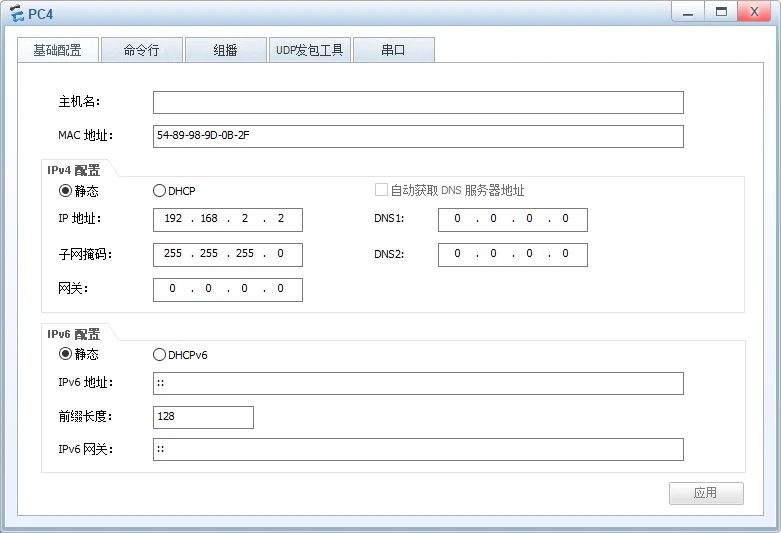 PC4
基础配置 命令行 组播 UDP发包工具 串口
主机名:
MAC 地址: 54-89-98-9D-0B-2F
IPv4 配置
静态 DHCP 自动获取 DNS 服务器地址
IP 地址: 192 . 168 . 2 . 2 DNS1: 0 . 0 . 0 . 0
子网掩码: 255 . 255 . 255 . 0 DNS2: 0 . 0 . 0 . 0
网关: 0 . 0 . 0 . 0
IPv6 配置
静态 DHCPv6
IPv6 地址: ::
前缀长度: 128
IPv6 网关: ::
应用